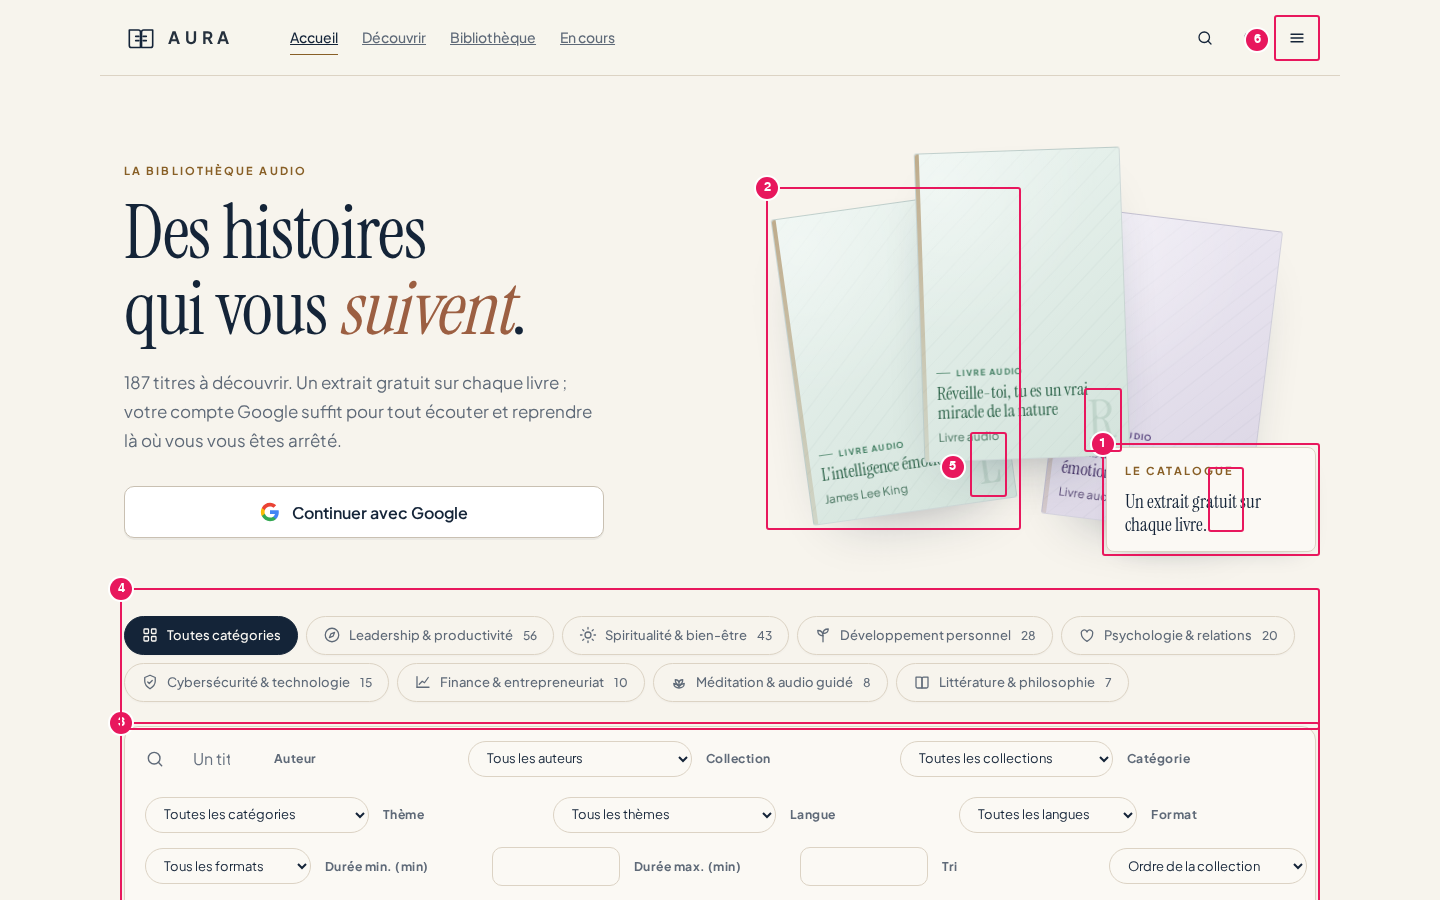 AURA
Accueil
Découvrir
Bibliothèque
En cours
6
LA BIBLIOTHÈQUE AUDIO
Des histoires
qui vous suivent.
187 titres à découvrir. Un extrait gratuit sur chaque livre ;
votre compte Google suffit pour tout écouter et reprendre
là où vous vous êtes arrêté.
Continuer avec Google
2
LIVRE AUDIO
Réveille-toi, tu es un vrai
miracle de la nature
Livre audio
R
LIVRE AUDIO
L'intelligence
James Lee King
5
L
1
Livre
LE CATALOGUE
Un extrait gratuit sur
chaque livre.
4
Toutes catégories
Leadership & productivité 56
Spiritualité & bien-être 43
Développement personnel 28
Psychologie & relations 20
Cybersécurité & technologie 15
Finance & entrepreneuriat 10
Méditation & audio guidé 8
Littérature & philosophie 7
3
Un tit
Auteur
Tous les auteurs
Collection
Toutes les collections
Catégorie
Toutes les catégories
Thème
Tous les thèmes
Langue
Toutes les langues
Format
Tous les formats
Durée min. (min)
Durée max. (min)
Tri
Ordre de la collection